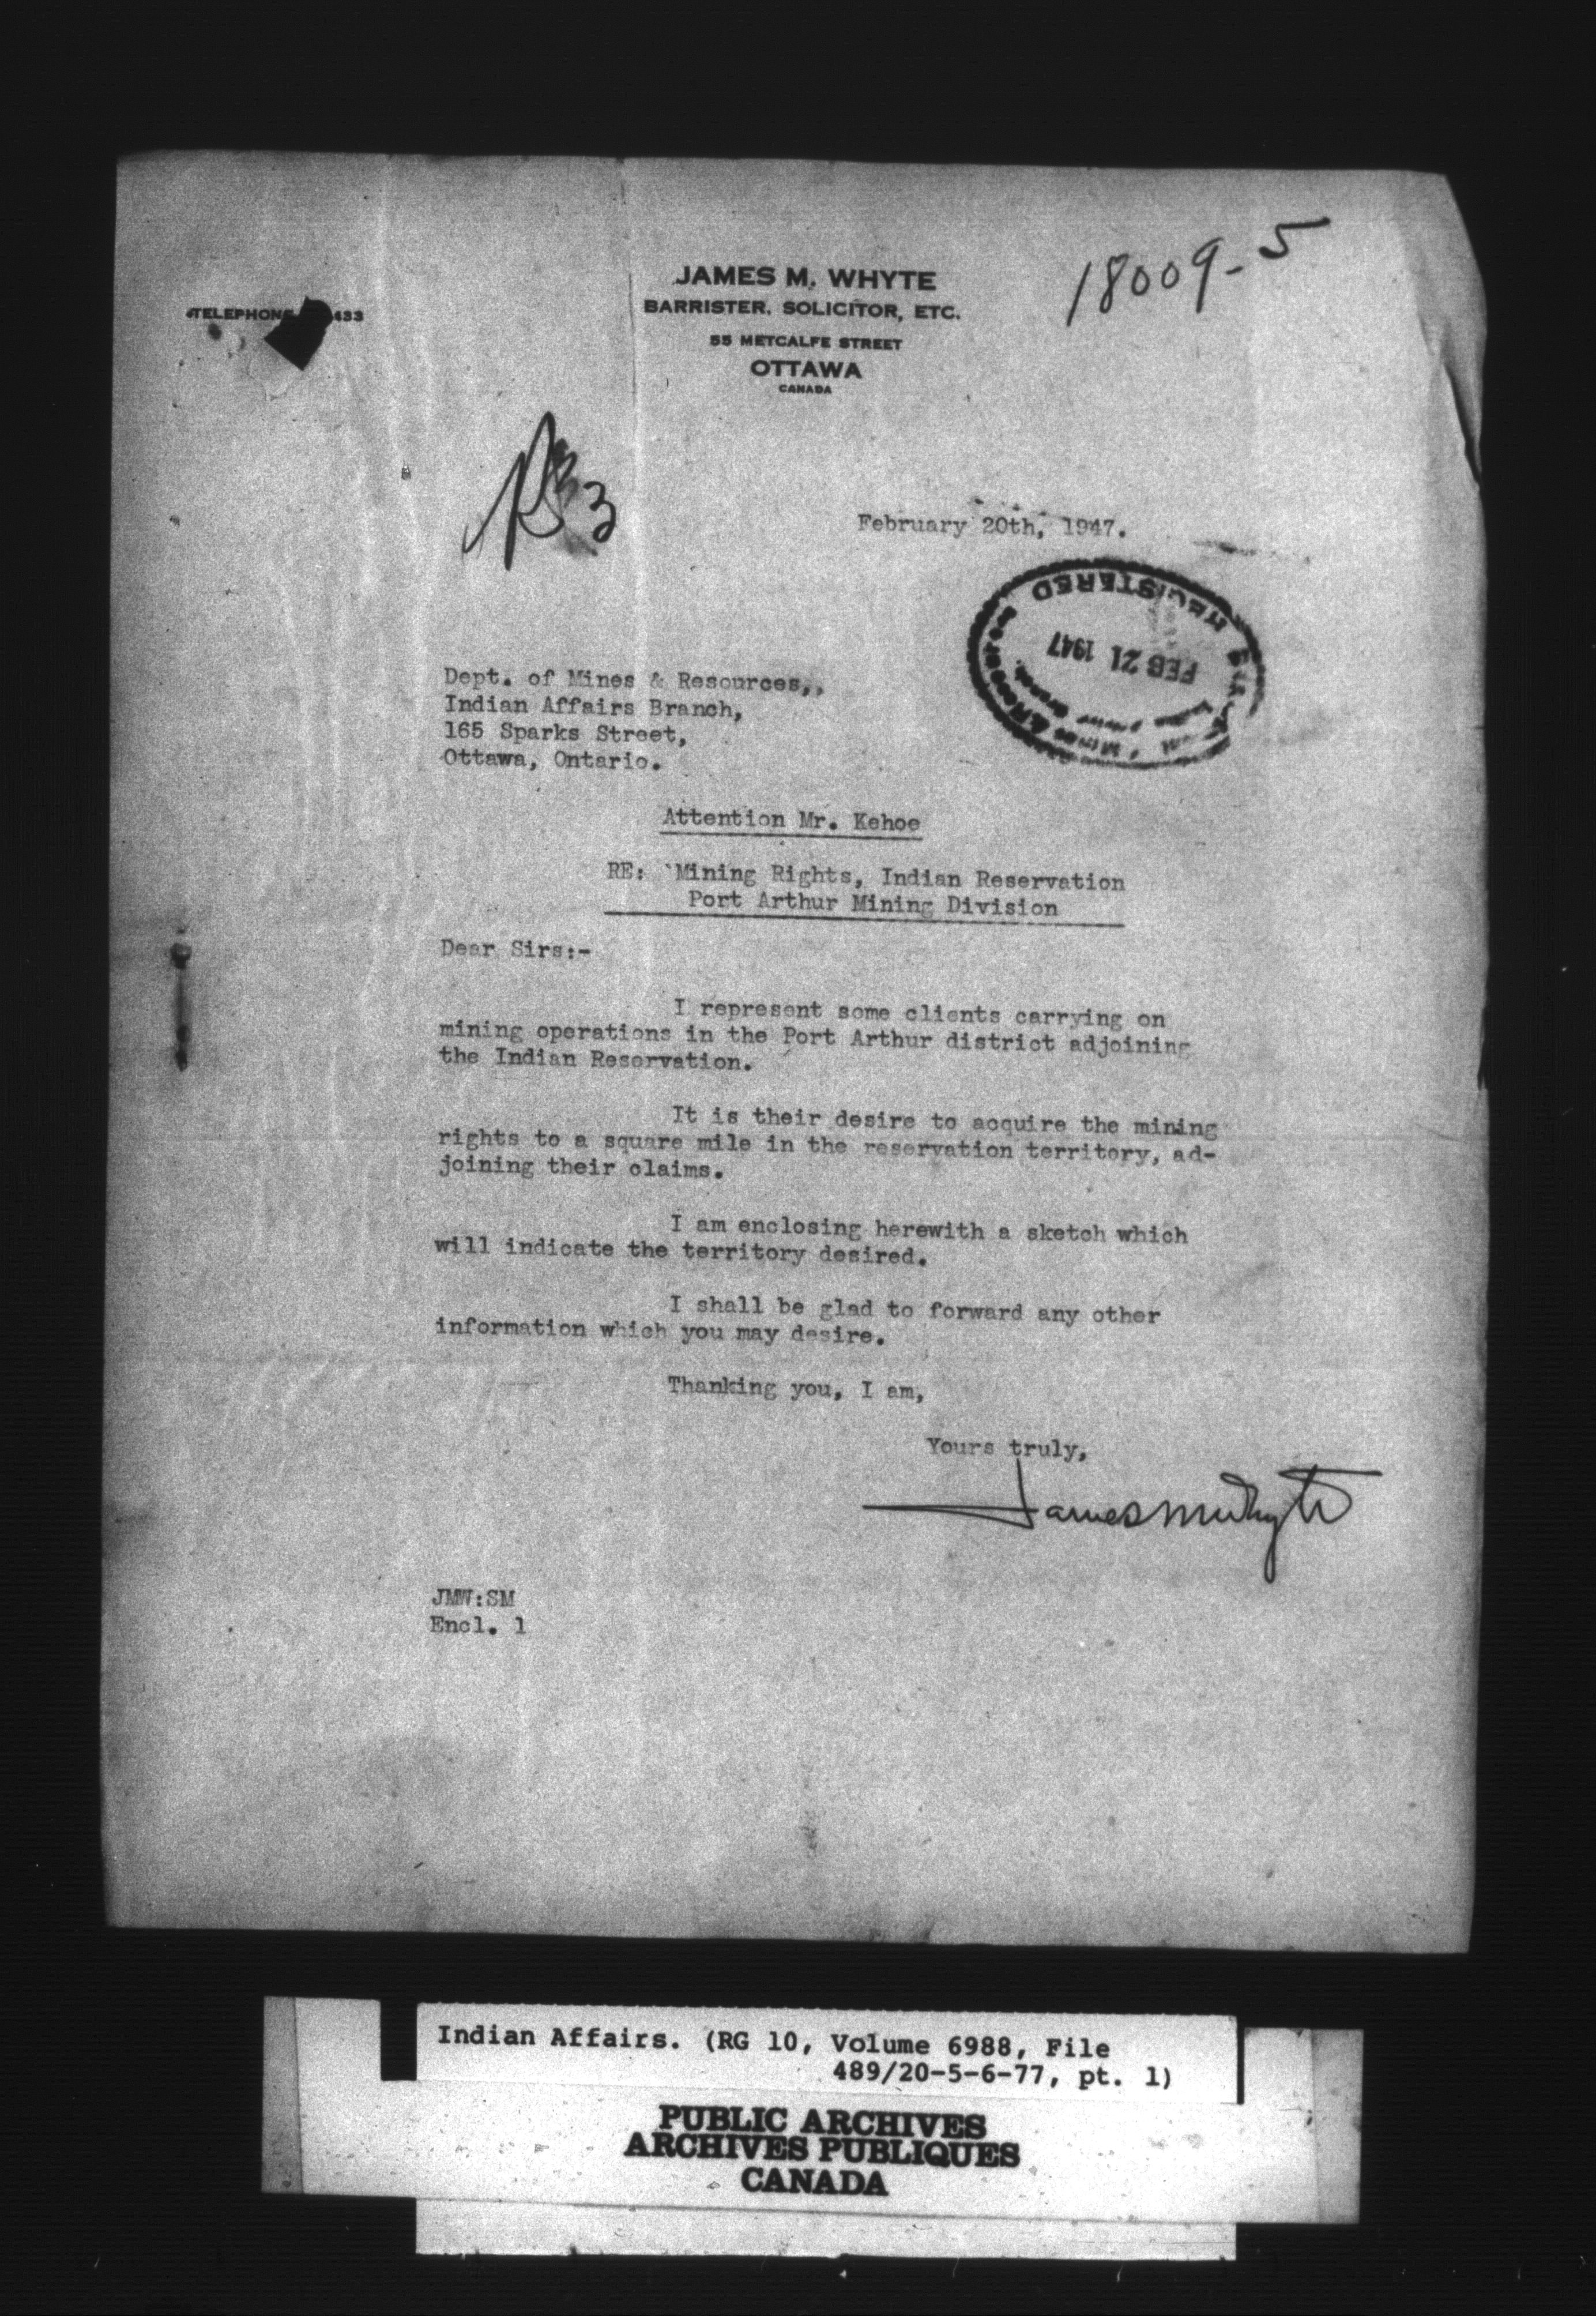 18009-5
JAMES M. WHYTE
BARRISTER, SOLICITOR, ETC.
55 METCALFE STREET
OTTAWA
CANADA
TELEPHONE 433
February 20th, 1947.
REGISTERED
FEB 21 1947
Dept. of Mines & Resources,,
Indian Affairs Branch,
165 Sparks Street,
Ottawa, Ontario.
Attention Mr. Kehoe
RE: Mining Rights, Indian Reservation
Port Arthur Mining Division
Dear Sirs:-
I represent some clients carrying on
mining operations in the Port Arthur district adjoining
the Indian Reservation.
It is their desire to acquire the mining
rights to a square mile in the reservation territory, ad-
joining their claims.
I am enclosing herewith a sketch which
will indicate the territory desired.
I shall be glad to forward any other
information which you may desire.
Thanking you, I am,
Yours truly,
James M Whyte
JMW:SM
Encl. 1
Indian Affairs. (RG 10, Volume 6988, File
489/20-5-6-77, pt. 1)
PUBLIC ARCHIVES
ARCHIVES PUBLIQUES
CANADA